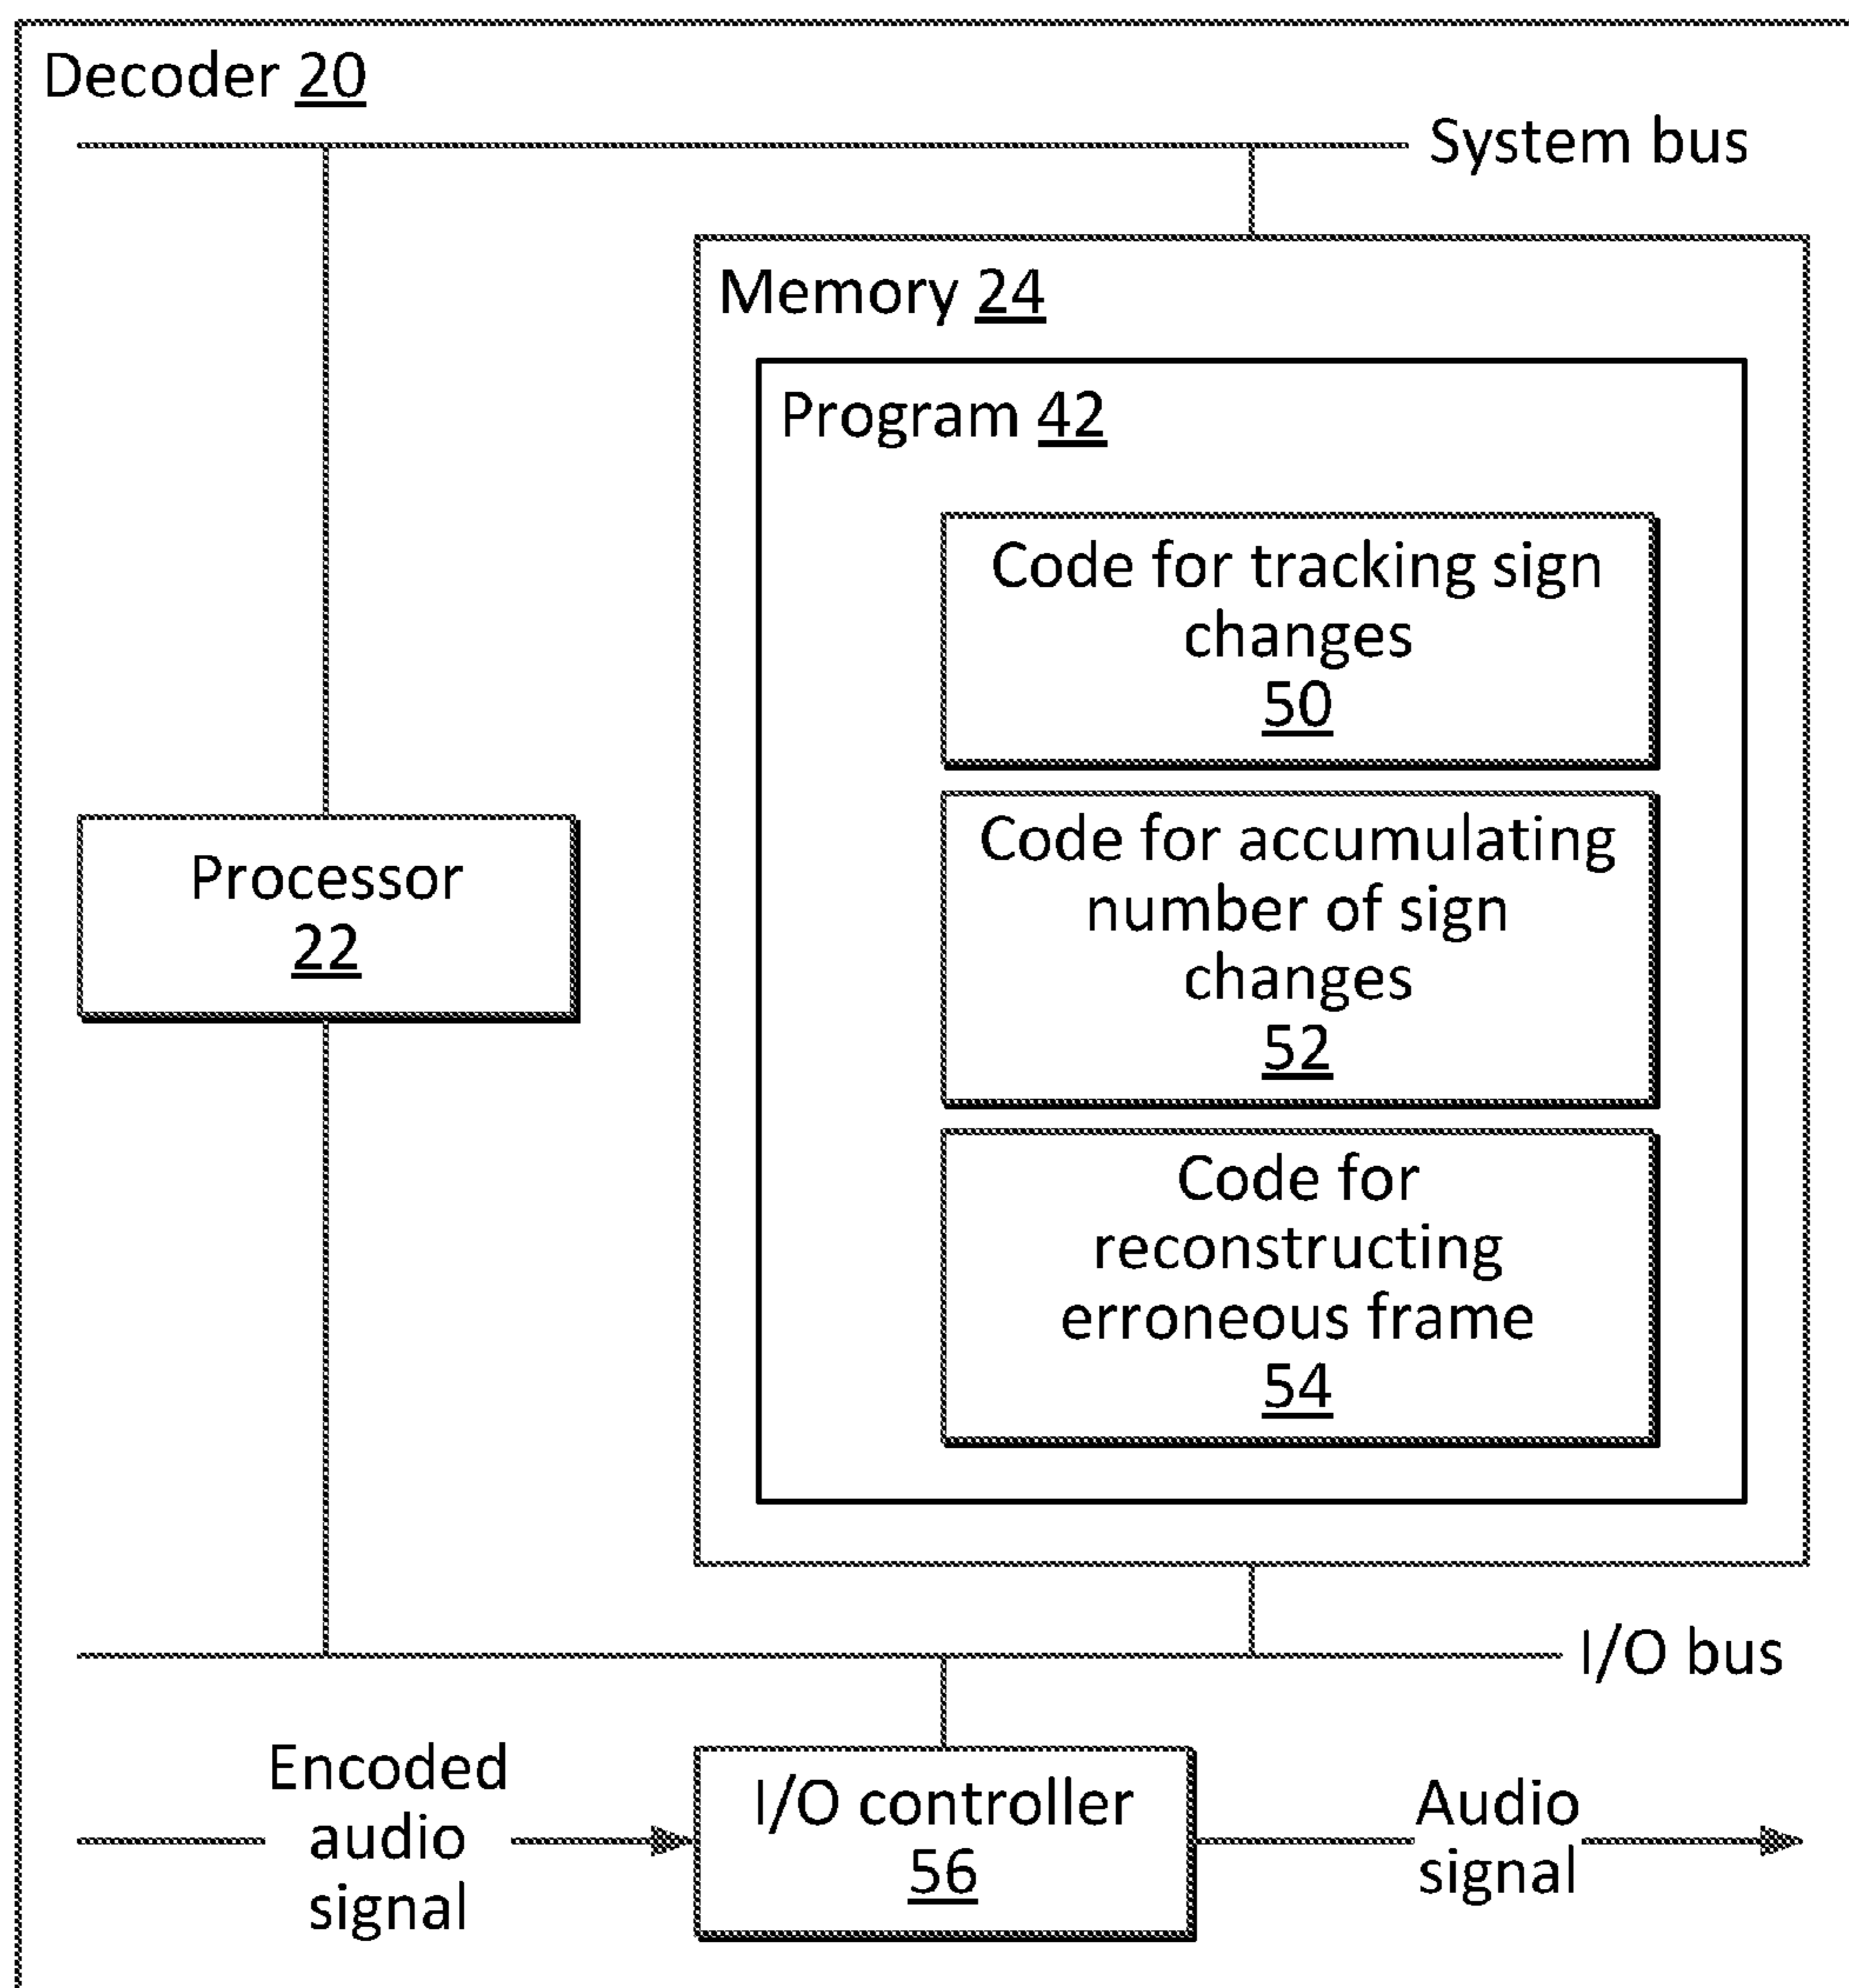 Decoder 20
System bus
Memory 24
Program 42
Code for tracking sign
changes
50
Processor
22
Code for accumulating
number of sign
changes
52
Code for
reconstructing
erroneous frame
54
I/O bus
Encoded
audio
signal
I/O controller
56
Audio
signal